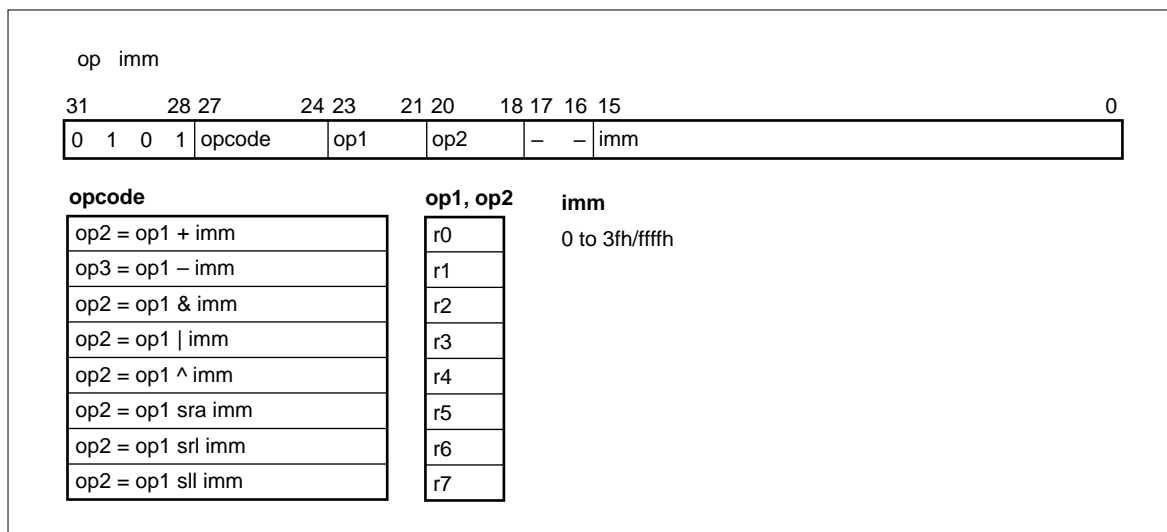 op imm
31 28 27 24 23 21 20 18 17 16 15 0
0 1 0 1 opcode op1 op2 – – imm
opcode op1, op2 imm
op2 = op1 + imm r0 0 to 3fh/ffffh
op3 = op1 – imm r1
op2 = op1 & imm r2
op2 = op1 | imm r3
op2 = op1 ^ imm r4
op2 = op1 sra imm r5
op2 = op1 srl imm r6
op2 = op1 sll imm r7